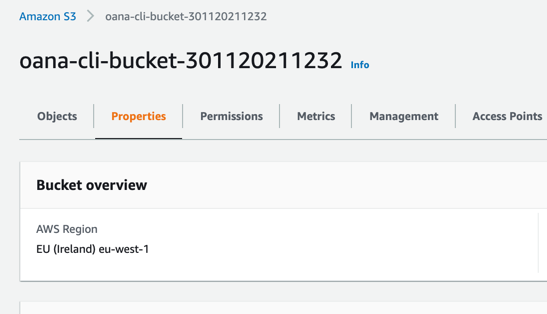 Amazon S3 > oana-cli-bucket-301120211232
oana-cli-bucket-301120211232 Info
Objects Properties Permissions Metrics Management Access Points
Bucket overview
AWS Region
EU (Ireland) eu-west-1